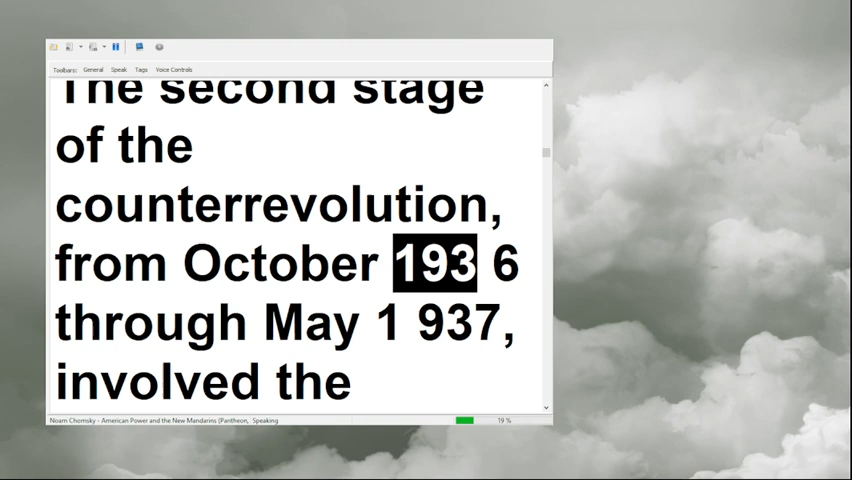 Toolbars: General Speak Tags Voice Controls
The second stage
of the
counterrevolution,
from October 193 6
through May 1 937,
involved the
Noam Chomsky - American Power and the New Mandarins (Pantheon, Speaking 19 %